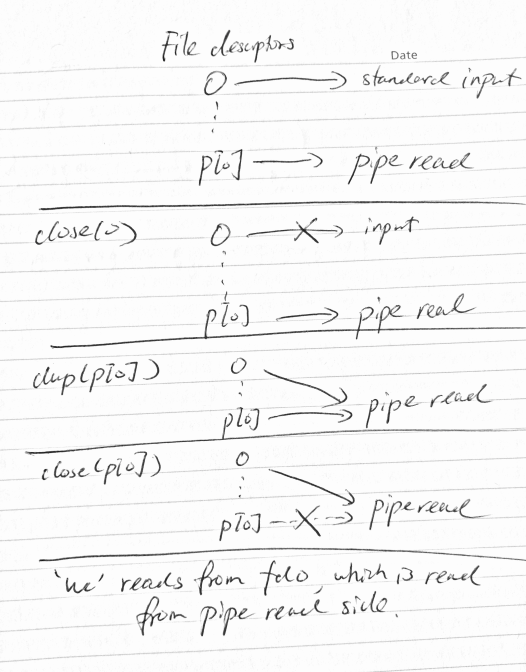 File descriptors
Date
0 → standard input
p[0] → pipe read
close(0) 0 → input
p[0] → pipe read
dup(p[0]) 0
p[0] → pipe read
close(p[0]) 0
p[0] → pipe read
'wc' reads from fd0, which is read
from pipe read side.